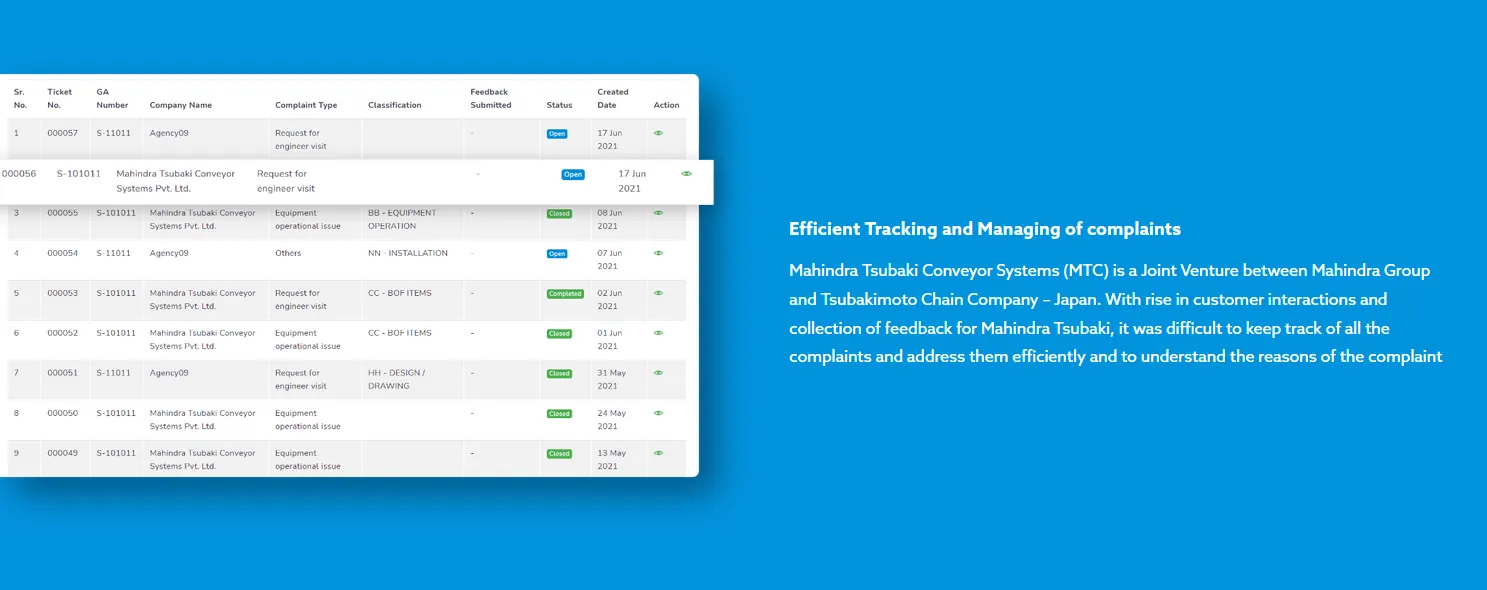 Sr. No. Ticket No. GA Number Company Name Complaint Type Classification Feedback Submitted Status Created Date Action
1 000057 S-11011 Agency09 Request for engineer visit - Open 17 Jun 2021
000056 S-101011 Mahindra Tsubaki Conveyor Systems Pvt. Ltd. Request for engineer visit - Open 17 Jun 2021
3 000055 S-101011 Mahindra Tsubaki Conveyor Systems Pvt. Ltd. Equipment operational issue BB - EQUIPMENT OPERATION - Closed 08 Jun 2021
4 000054 S-11011 Agency09 Others NN - INSTALLATION - Open 07 Jun 2021
5 000053 S-101011 Mahindra Tsubaki Conveyor Systems Pvt. Ltd. Request for engineer visit CC - BOF ITEMS - Completed 02 Jun 2021
6 000052 S-101011 Mahindra Tsubaki Conveyor Systems Pvt. Ltd. Equipment operational issue CC - BOF ITEMS - Closed 01 Jun 2021
7 000051 S-11011 Agency09 Request for engineer visit HH - DESIGN / DRAWING - Closed 31 May 2021
8 000050 S-101011 Mahindra Tsubaki Conveyor Systems Pvt. Ltd. Equipment operational issue - Closed 24 May 2021
9 000049 S-101011 Mahindra Tsubaki Conveyor Systems Pvt. Ltd. Equipment operational issue - Closed 13 May 2021
Efficient Tracking and Managing of complaints
Mahindra Tsubaki Conveyor Systems (MTC) is a Joint Venture between Mahindra Group
and Tsubakimoto Chain Company – Japan. With rise in customer interactions and
collection of feedback for Mahindra Tsubaki, it was difficult to keep track of all the
complaints and address them efficiently and to understand the reasons of the complaint